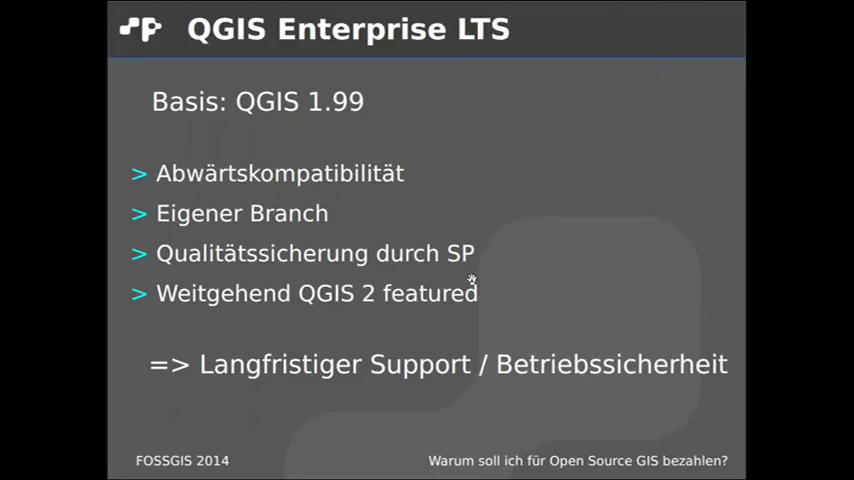 QGIS Enterprise LTS
Basis: QGIS 1.99
> Abwärtskompatibilität
> Eigener Branch
> Qualitätssicherung durch SP
> Weitgehend QGIS 2 featured
=> Langfristiger Support / Betriebssicherheit
FOSSGIS 2014
Warum soll ich für Open Source GIS bezahlen?